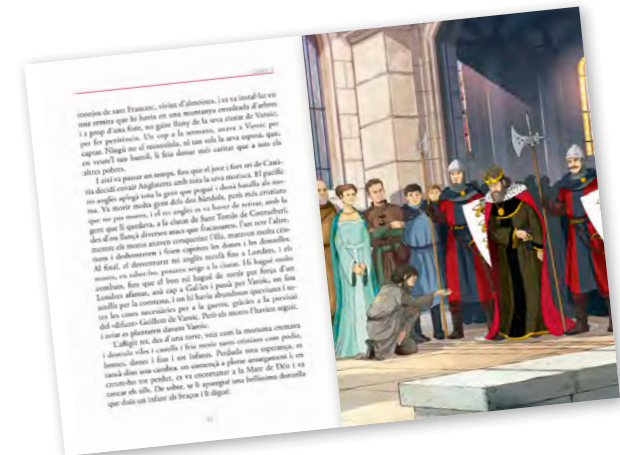 Capítol I
monjos de sant Francesc, vivint d'almoines, i es va instal·lar en
una ermita que hi havia en una muntanya envoltada d'arbres
i a prop d'una font, no gaire lluny de la seva ciutat de Varoic,
per fer penitència. Un cop a la setmana, anava a Varoic per
captar. Ningú no el reconeixia, ni tan sols la seva esposa, que,
en veure'l tan humil, li feia donar més caritat que a tots els
altres pobres.
I així va passar un temps, fins que el jove i fort rei de Canà-
ria decidí envair Anglaterra amb tota la seva morisca. El pacífic
rei anglès aplegà tota la gent que pogué i donà batalla als mo-
ros. Va morir molta gent dels dos bàndols, però més cristians
que no pas moros, i el rei anglès es va haver de retirar, amb la
gent que li quedava, a la ciutat de Sant Tomàs de Conturberi,
des d'on llançà diversos atacs que fracassaren. L'un rere l'altre,
mentre els moros anaven conquerint l'illa, mataven molta cris-
tians i deshonraven i feien captives les dones i les donzelles.
Al final, el desventurat rei anglès reculà fins a Londres, i els
moros, en saber-ho, posaren setge a la ciutat. Hi hagué molts
combats, fins que el bon rei hagué de sortir per força d'un
Londres afamat, anà cap a Gal·les i passà per Varoic, on fou
acollit per la comtessa, i on hi havia abundoses queviures i to-
tes les coses necessàries per a la guerra, gràcies a la previsió
del «difunt» Guillem de Varoic. Però els moros l'havien seguit,
i aviat es plantaren davant Varoic.
L'afligit rei, des d'una torre, veia com la morisma cremava
i destruïa viles i castells i feia morir tants cristians com podia,
homes, dones i fins i tot infants. Perduda tota esperança, es
tancà dins una cambra, on començà a plorar amargament i, en
creure-ho tot perdut, es va encomanar a la Mare de Déu i va
tancar els ulls. De sobte, se li aparegué una bellíssima donzella
que duia un infant als braços i li digué: